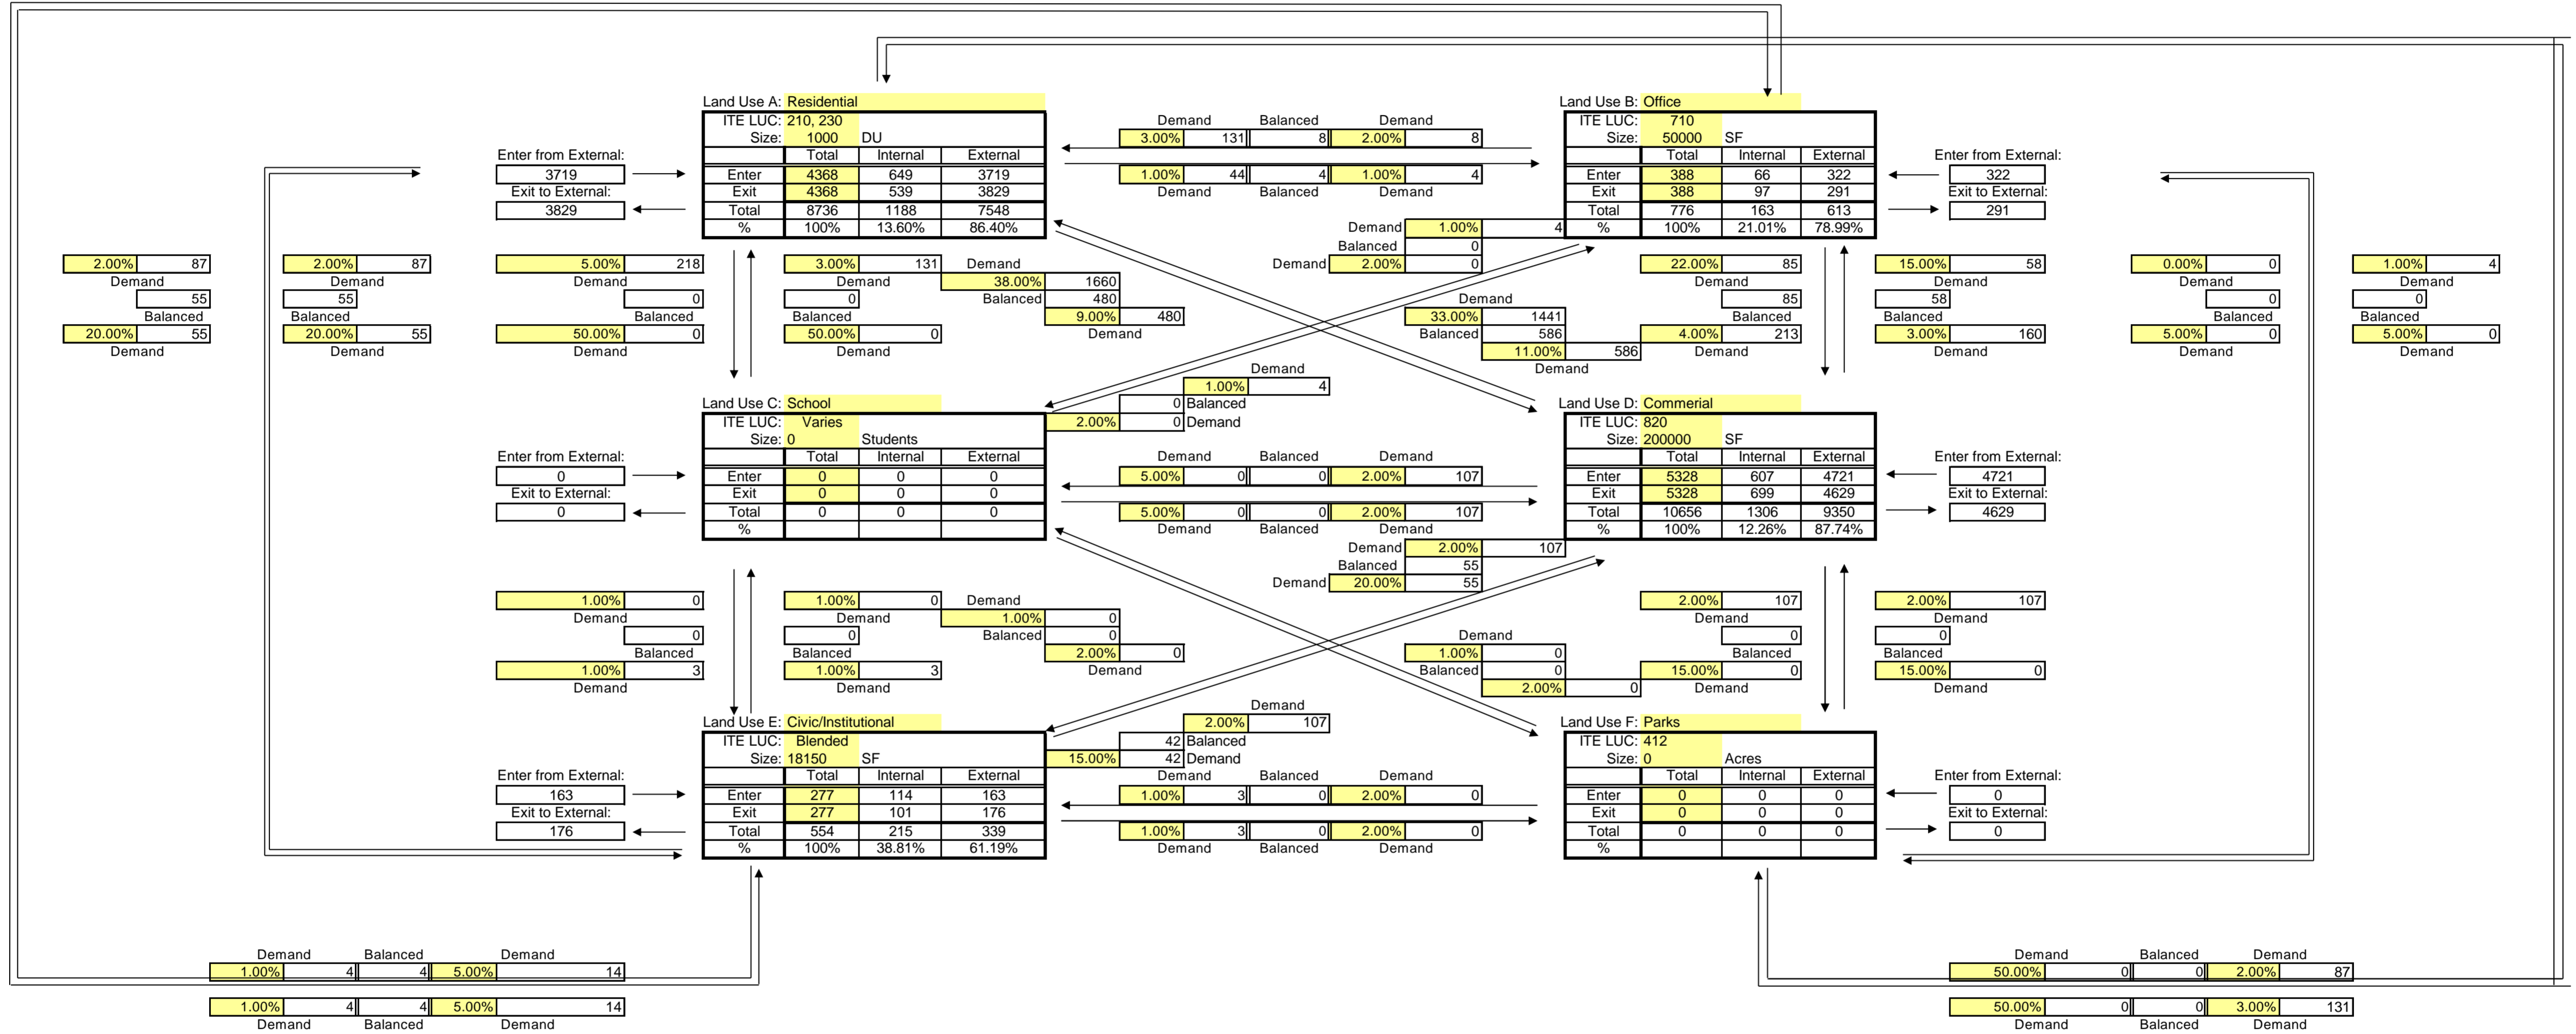 Land Use A: Residential
ITE LUC: 210, 230
Size: 1000 DU
Total Internal External
Enter 4368 649 3719
Exit 4368 539 3829
Total 8736 1188 7548
% 100% 13.60% 86.40%
Enter from External:
3719
Exit to External:
3829
Demand Balanced Demand
3.00% 131 8 2.00% 8
1.00% 44 4 1.00% 4
Demand Balanced Demand
Land Use B: Office
ITE LUC: 710
Size: 50000 SF
Total Internal External
Enter 388 66 322
Exit 388 97 291
Total 776 163 613
% 100% 21.01% 78.99%
Enter from External:
322
Exit to External:
291
Demand 1.00% 4
Balanced 0
Demand 2.00% 0
2.00% 87
Demand
55
Balanced
20.00% 55
Demand
2.00% 87
Demand
55
Balanced
20.00% 55
Demand
5.00% 218
Demand
0
Balanced
50.00% 0
Demand
3.00% 131
Demand
0
Balanced
50.00% 0
Demand
38.00% 1660
Balanced 480
9.00% 480
Demand
Demand
33.00% 1441
Balanced 586
11.00% 586
Demand
22.00% 85
85
Balanced
4.00% 213
Demand
15.00% 58
58
Balanced
3.00% 160
Demand
0.00% 0
Demand
0
Balanced
5.00% 0
Demand
1.00% 4
Demand
0
Balanced
5.00% 0
Demand
Demand
1.00% 4
0 Balanced
2.00% 0 Demand
Land Use C: School
ITE LUC: Varies
Size: 0 Students
Total Internal External
Enter 0 0 0
Exit 0 0 0
Total 0 0 0
%
Enter from External:
0
Exit to External:
0
Demand Balanced Demand
5.00% 0 0 2.00% 107
5.00% 0 0 2.00% 107
Demand Balanced Demand
Land Use D: Commerial
ITE LUC: 820
Size: 200000 SF
Total Internal External
Enter 5328 607 4721
Exit 5328 699 4629
Total 10656 1306 9350
% 100% 12.26% 87.74%
Enter from External:
4721
Exit to External:
4629
Demand 2.00% 107
Balanced 55
Demand 20.00% 55
1.00% 0
Demand
0
Balanced
1.00% 3
Demand
1.00% 0
Demand
0
Balanced
1.00% 3
Demand
Demand
1.00% 0
Balanced 0
2.00% 0
Demand
Demand
1.00% 0
Balanced 0
2.00% 0
2.00% 107
Demand
0
Balanced
15.00% 0
Demand
2.00% 107
Demand
0
Balanced
15.00% 0
Demand
Demand
2.00% 107
42 Balanced
15.00% 42 Demand
Land Use E: Civic/Institutional
ITE LUC: Blended
Size: 18150 SF
Total Internal External
Enter 277 114 163
Exit 277 101 176
Total 554 215 339
% 100% 38.81% 61.19%
Enter from External:
163
Exit to External:
176
Demand Balanced Demand
1.00% 3 0 2.00% 0
1.00% 3 0 2.00% 0
Demand Balanced Demand
Land Use F: Parks
ITE LUC: 412
Size: 0 Acres
Total Internal External
Enter 0 0 0
Exit 0 0 0
Total 0 0 0
%
Enter from External:
0
Exit to External:
0
Demand Balanced Demand
1.00% 4 4 5.00% 14
1.00% 4 4 5.00% 14
Demand Balanced Demand
Demand Balanced Demand
50.00% 0 0 2.00% 87
50.00% 0 0 3.00% 131
Demand Balanced Demand